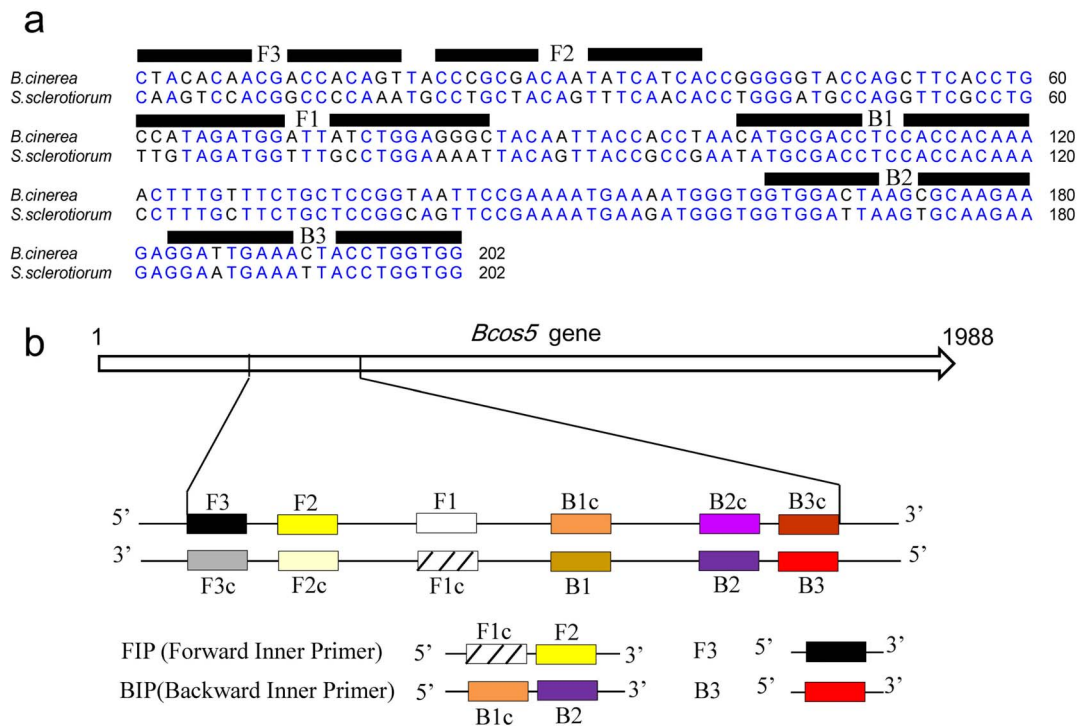 a
F3 F2
B.cinerea CTACACAACGACCACAGTTACCCGCGACAATATCATCACCGGGGGTACCAGCTTCACCTG 60
S.sclerotiorum CAAGTCCACGGCCCCAAATGCCTGCTACAGTTTCAACACCTGGGATGCCAGGTTCGCCTG 60
F1 B1
B.cinerea CCATAGATGGATTATCTGGAGGGCTACAATTACCACCTAACATGCGACCTCCACCACAAA 120
S.sclerotiorum TTGTAGATGGTTTGCCTGGAAAATTACAGTTACCGCCGAATATGCGACCTCCACCACAAA 120
B2
B.cinerea ACTTTGTTTCTGCTCCGGTAATTCCGAAAATGAAAATGGGTGGTGGACTAAGCGCAAGAA 180
S.sclerotiorum CCTTTGCTTCTGCTCCGGCAGTTCCGAAAATGAAGATGGGTGGTGGATTAAGTGCAAGAA 180
B3
B.cinerea GAGGATTGAAACTACCTGGTGG 202
S.sclerotiorum GAGGAATGAAATTACCTGGTGG 202
b
1 Bcos5 gene 1988
F3 F2 F1 B1c B2c B3c
5' 3'
3' 5'
F3c F2c F1c B1 B2 B3
FIP (Forward Inner Primer) 5' F1c F2 3' F3 5' 3'
BIP(Backward Inner Primer) 5' 3' B3 5' 3'
B1c B2